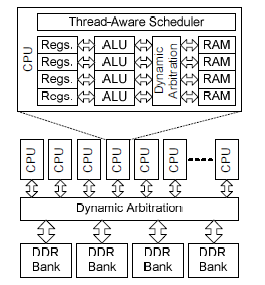 Thread-Aware Scheduler
CPU
Regs. ALU RAM
Regs. ALU RAM
Regs. ALU RAM
Regs. ALU RAM
Dynamic
Arbitration
CPU CPU CPU CPU CPU CPU CPU
Dynamic Arbitration
DDR DDR DDR DDR
Bank Bank Bank Bank